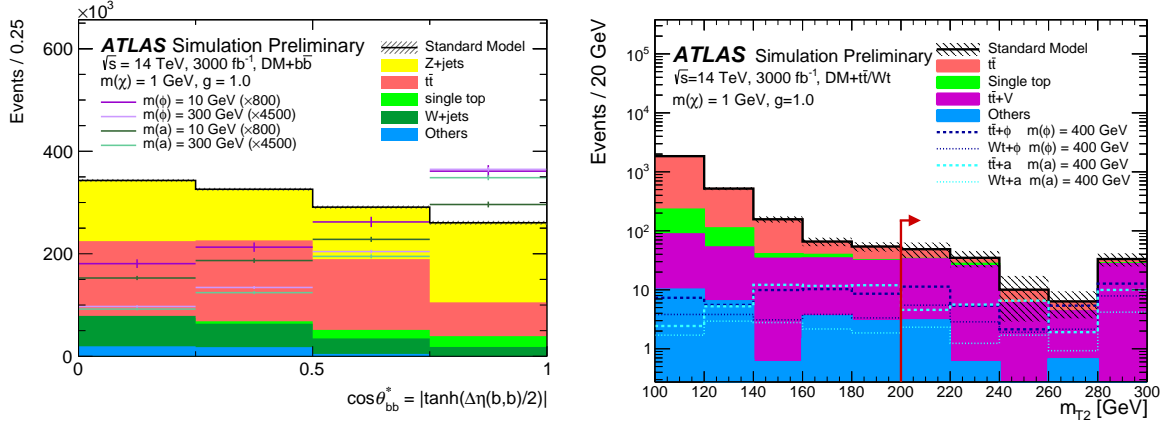 ×10³
600
400
200
0
Events / 0.25
ATLAS Simulation Preliminary
√s = 14 TeV, 3000 fb⁻¹, DM+bb̄
m(χ) = 1 GeV, g = 1.0
m(ϕ) = 10 GeV (×800)
m(ϕ) = 300 GeV (×4500)
m(a) = 10 GeV (×800)
m(a) = 300 GeV (×4500)
Standard Model
Z+jets
tt̄
single top
W+jets
Others
0 0.5 1
cosθ*bb = |tanh(Δη(b,b)/2)|
Events / 20 GeV
10⁵
10⁴
10³
10²
10
1
ATLAS Simulation Preliminary
√s=14 TeV, 3000 fb⁻¹, DM+tt̄/Wt
m(χ) = 1 GeV, g=1.0
Standard Model
tt̄
Single top
tt̄+V
Others
tt̄+ϕ m(ϕ) = 400 GeV
Wt+ϕ m(ϕ) = 400 GeV
tt̄+a m(a) = 400 GeV
Wt+a m(a) = 400 GeV
100 120 140 160 180 200 220 240 260 280 300
mT2 [GeV]